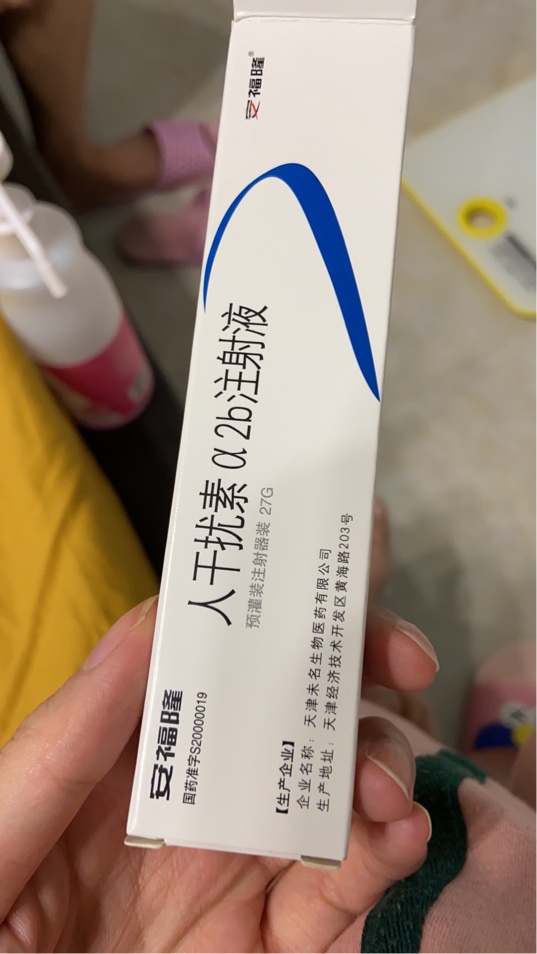 安福隆®
人干扰素α2b注射液
预灌装注射器装 27G
安福隆
国药准字S20000019
【生产企业】
企业名称：天津未名生物医药有限公司
生产地址：天津经济技术开发区黄海路203号